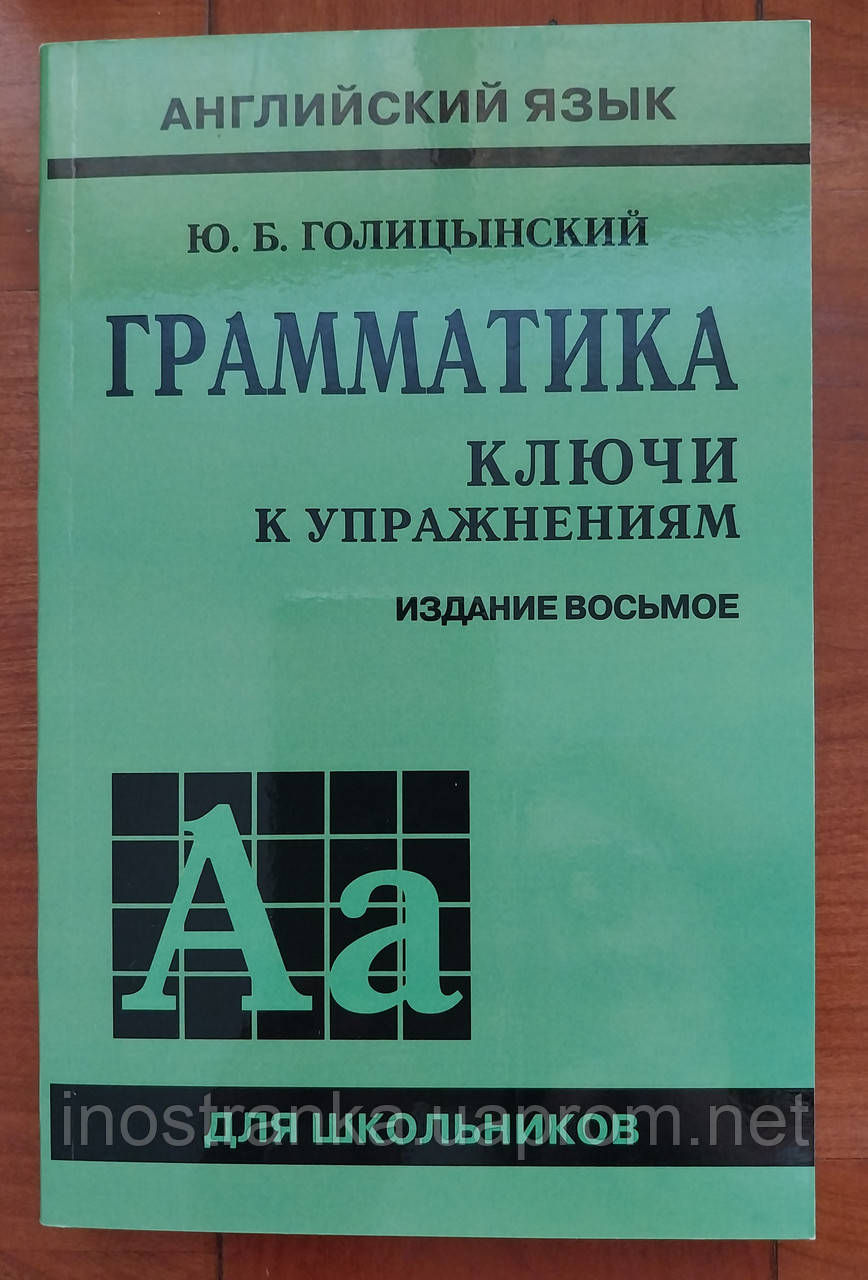 АНГЛИЙСКИЙ ЯЗЫК
Ю. Б. ГОЛИЦЫНСКИЙ
ГРАММАТИКА
КЛЮЧИ
К УПРАЖНЕНИЯМ
ИЗДАНИЕ ВОСЬМОЕ
Aa
ДЛЯ ШКОЛЬНИКОВ
inostranka.uaprom.net